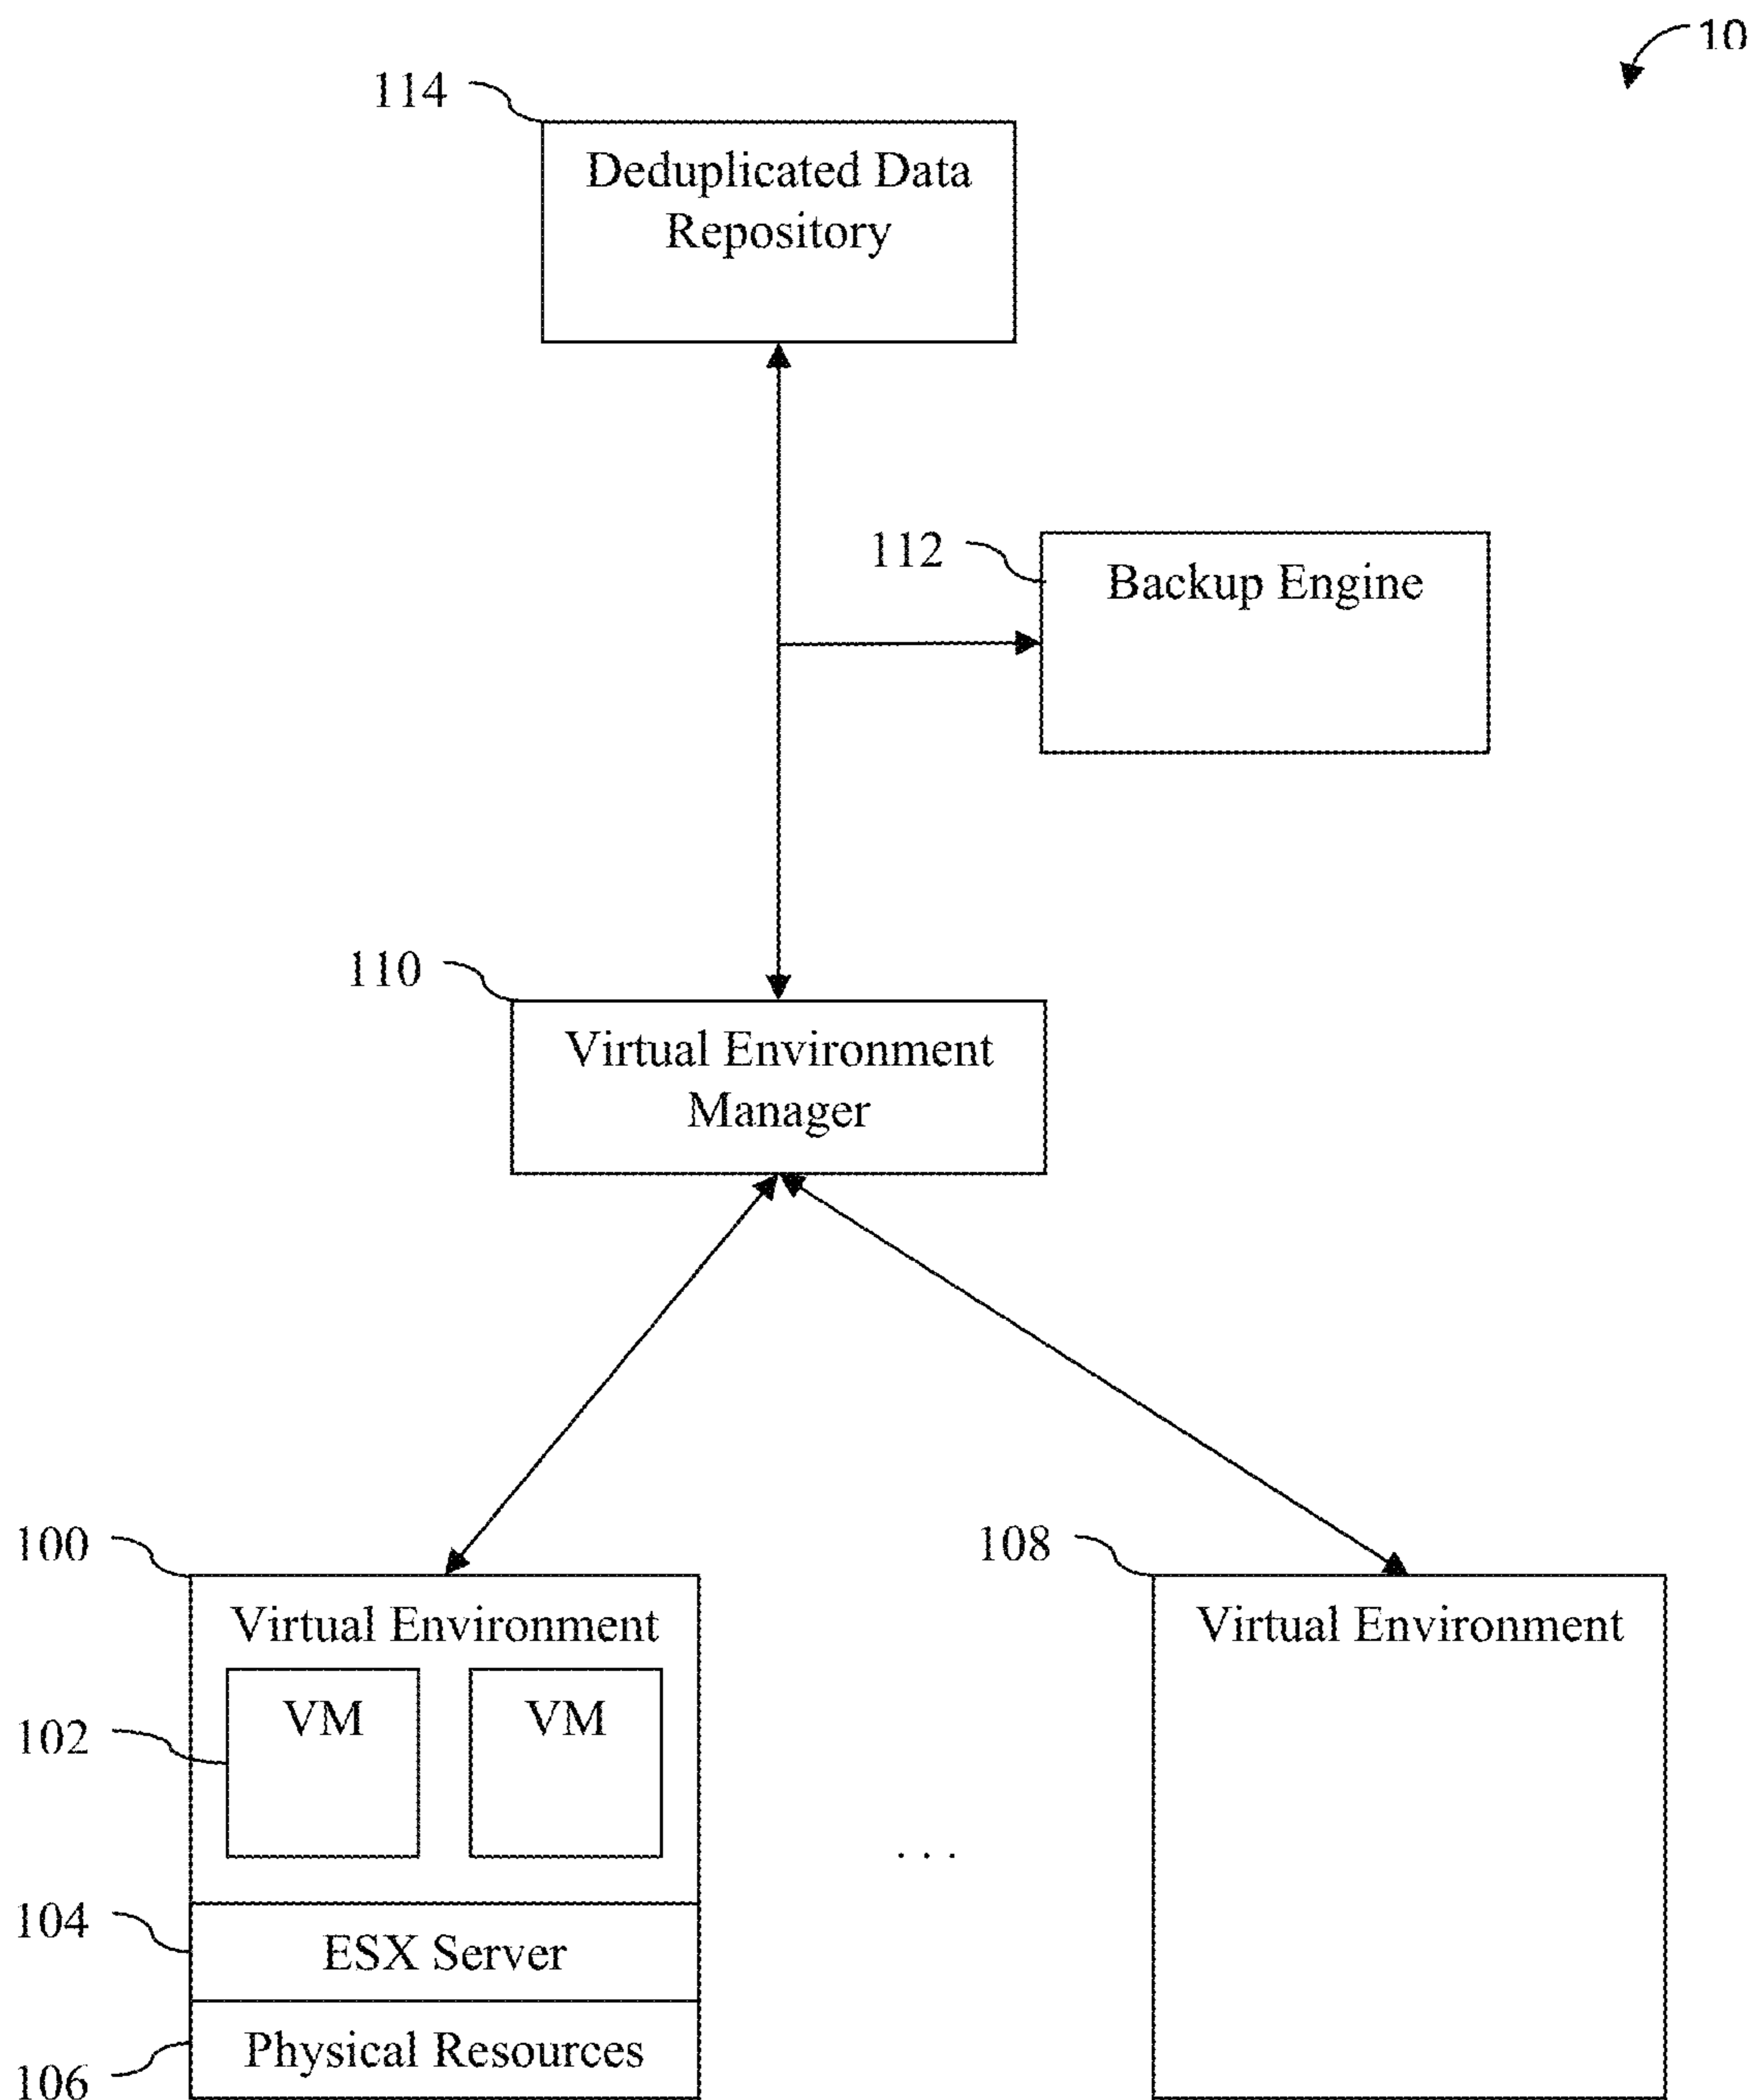 10
114
Deduplicated Data
Repository
112
Backup Engine
110
Virtual Environment
Manager
100
108
Virtual Environment
Virtual Environment
VM
VM
102
. . .
104
ESX Server
Physical Resources
106